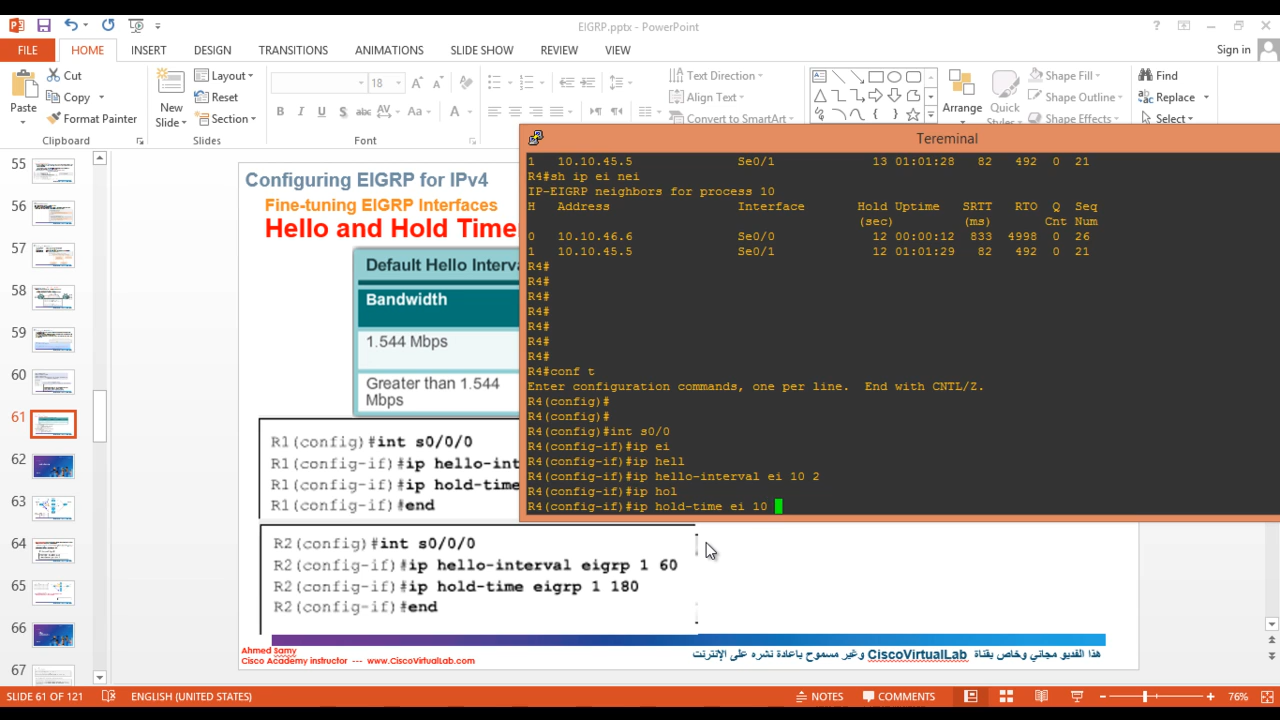 EIGRP.pptx - PowerPoint
FILE
HOME
INSERT
DESIGN
TRANSITIONS
ANIMATIONS
SLIDE SHOW
REVIEW
VIEW
Sign in
Paste
Cut
Copy
Format Painter
Clipboard
New Slide
Layout
Reset
Section
Slides
18
Font
Text Direction
Align Text
Convert to SmartArt
Arrange
Quick
Shape Fill
Shape Outline
Shape Effects
Find
Replace
Select
55
56
57
58
59
60
61
62
63
64
65
66
67
Configuring EIGRP for IPv4
Fine-tuning EIGRP Interfaces
Hello and Hold Time
Default Hello Interva
Bandwidth
1.544 Mbps
Greater than 1.544
Mbps
R1(config)#int s0/0/0
R1(config-if)#ip hello-int
R1(config-if)#ip hold-time
R1(config-if)#end
R2(config)#int s0/0/0
R2(config-if)#ip hello-interval eigrp 1 60
R2(config-if)#ip hold-time eigrp 1 180
R2(config-if)#end
Ahmed Samy
Cisco Academy instructor --- www.CiscoVirtualLab.com
هذا الفديو مجاني وخاص بقناة CiscoVirtualLab وغير مسموح باعادة نشره على الإنترنت
Tereminal
1 10.10.45.5 Se0/1 13 01:01:28 82 492 0 21
R4#sh ip ei nei
IP-EIGRP neighbors for process 10
H Address Interface Hold Uptime SRTT RTO Q Seq
(sec) (ms) Cnt Num
0 10.10.46.6 Se0/0 12 00:00:12 833 4998 0 26
1 10.10.45.5 Se0/1 12 01:01:29 82 492 0 21
R4#
R4#
R4#
R4#
R4#
R4#
R4#
R4#conf t
Enter configuration commands, one per line. End with CNTL/Z.
R4(config)#
R4(config)#
R4(config)#int s0/0
R4(config-if)#ip ei
R4(config-if)#ip hell
R4(config-if)#ip hello-interval ei 10 2
R4(config-if)#ip hol
R4(config-if)#ip hold-time ei 10
SLIDE 61 OF 121
ENGLISH (UNITED STATES)
NOTES
COMMENTS
76%